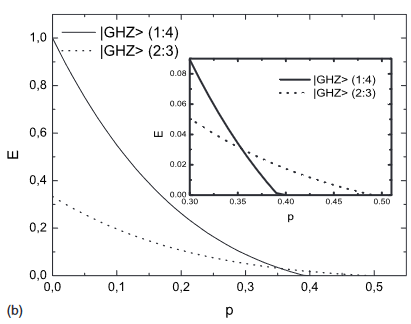 1,0
0,8
0,6
0,4
0,2
0,0
E
|GHZ> (1:4)
|GHZ> (2:3)
0.08
0.06
0.04
0.02
0.00
E
|GHZ> (1:4)
|GHZ> (2:3)
0.30 0.35 0.40 0.45 0.50
p
0,0 0,1 0,2 0,3 0,4 0,5
(b) p